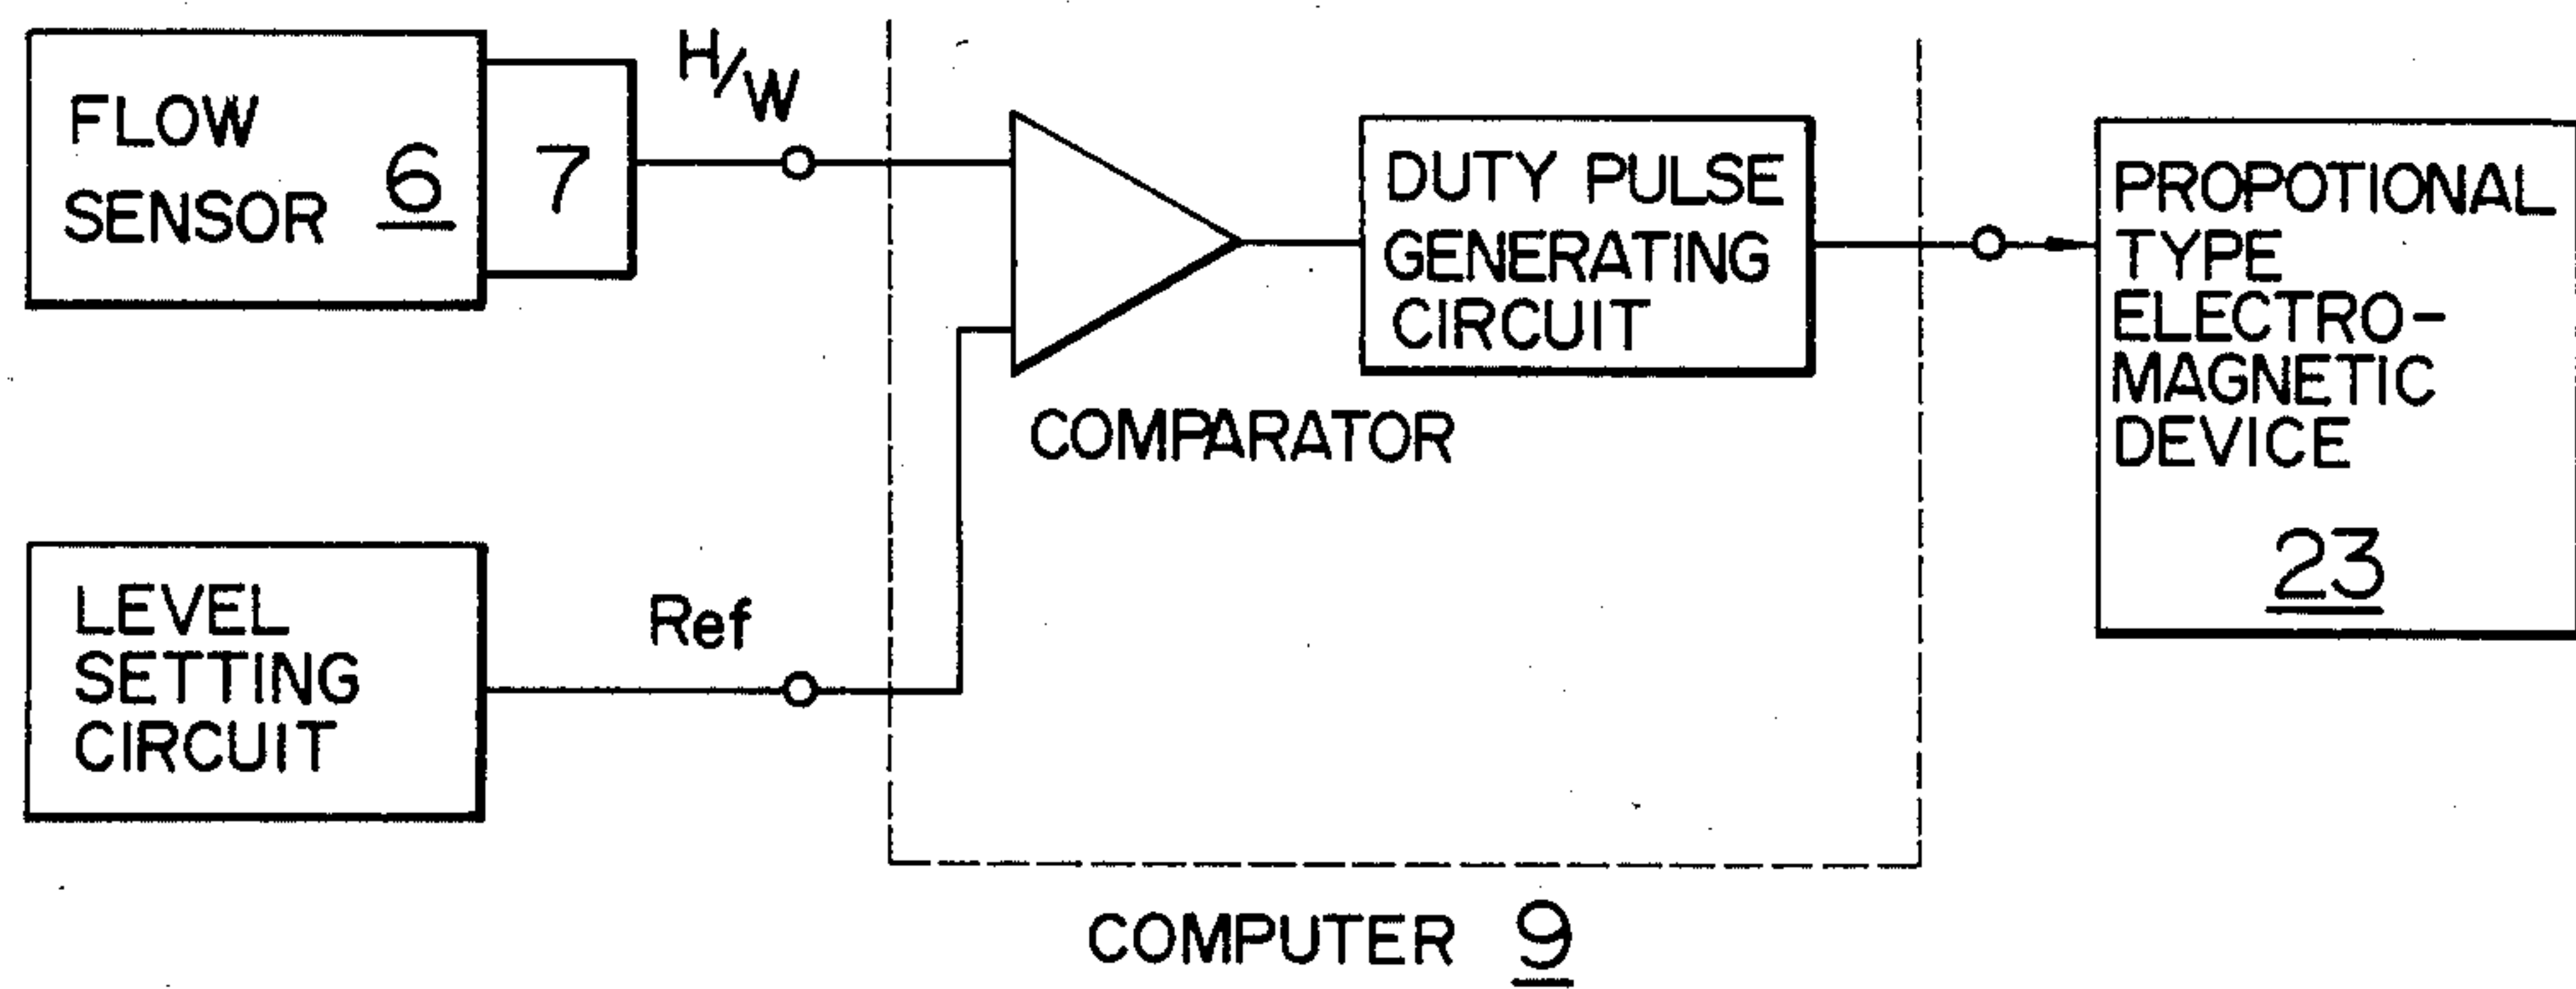 FLOW
SENSOR 6
7
H/W
COMPARATOR
DUTY PULSE
GENERATING
CIRCUIT
PROPOTIONAL
TYPE
ELECTRO-
MAGNETIC
DEVICE
23
LEVEL
SETTING
CIRCUIT
Ref
COMPUTER 9